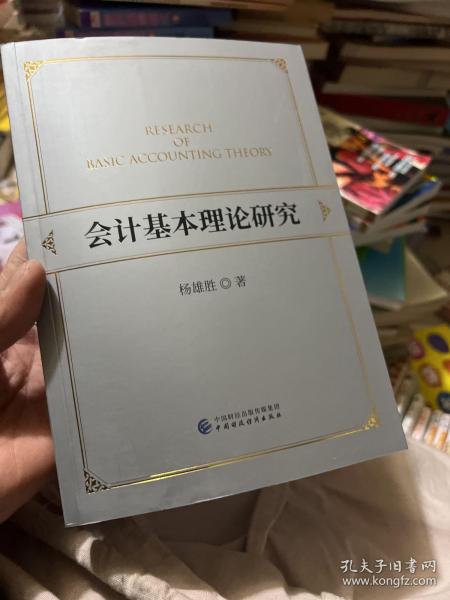 RESEARCH
OF
BASIC ACCOUNTING THEORY
会计基本理论研究
杨雄胜◎著
中国财经出版传媒集团
中国财政经济出版社
孔夫子旧书网
www.kongfz.com